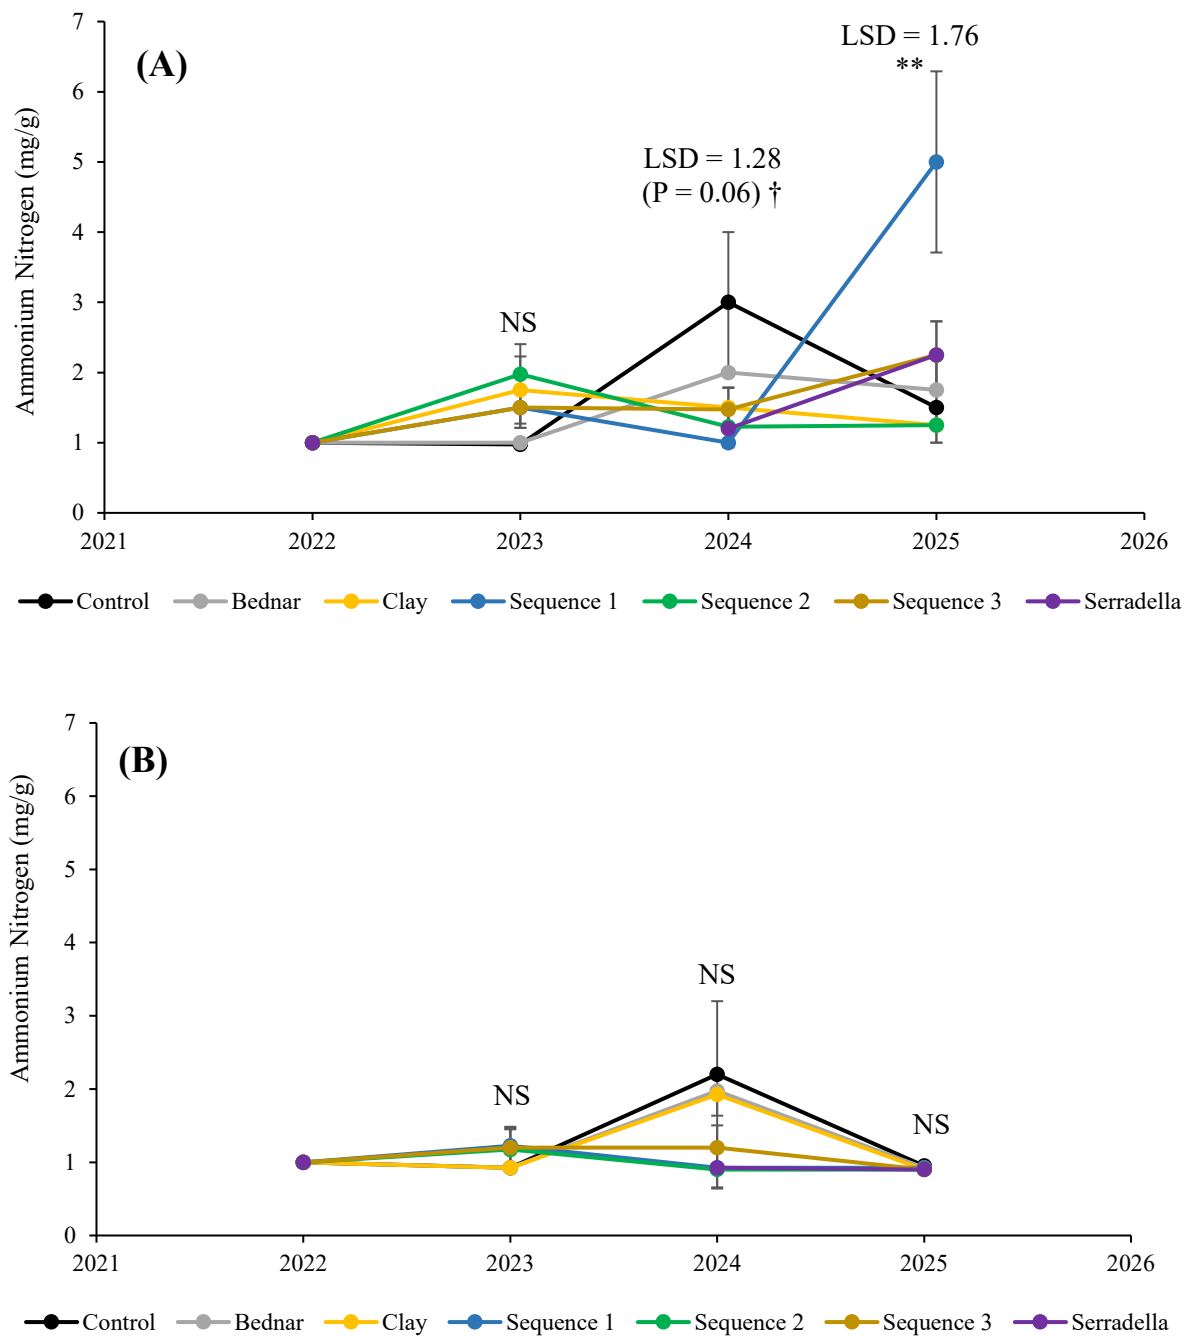 (A)
LSD = 1.76
**
LSD = 1.28
(P = 0.06) †
NS
Ammonium Nitrogen (mg/g)
7
6
5
4
3
2
1
0
2021 2022 2023 2024 2025 2026
Control Bednar Clay Sequence 1 Sequence 2 Sequence 3 Serradella
(B)
NS
NS
NS
Ammonium Nitrogen (mg/g)
7
6
5
4
3
2
1
0
2021 2022 2023 2024 2025 2026
Control Bednar Clay Sequence 1 Sequence 2 Sequence 3 Serradella